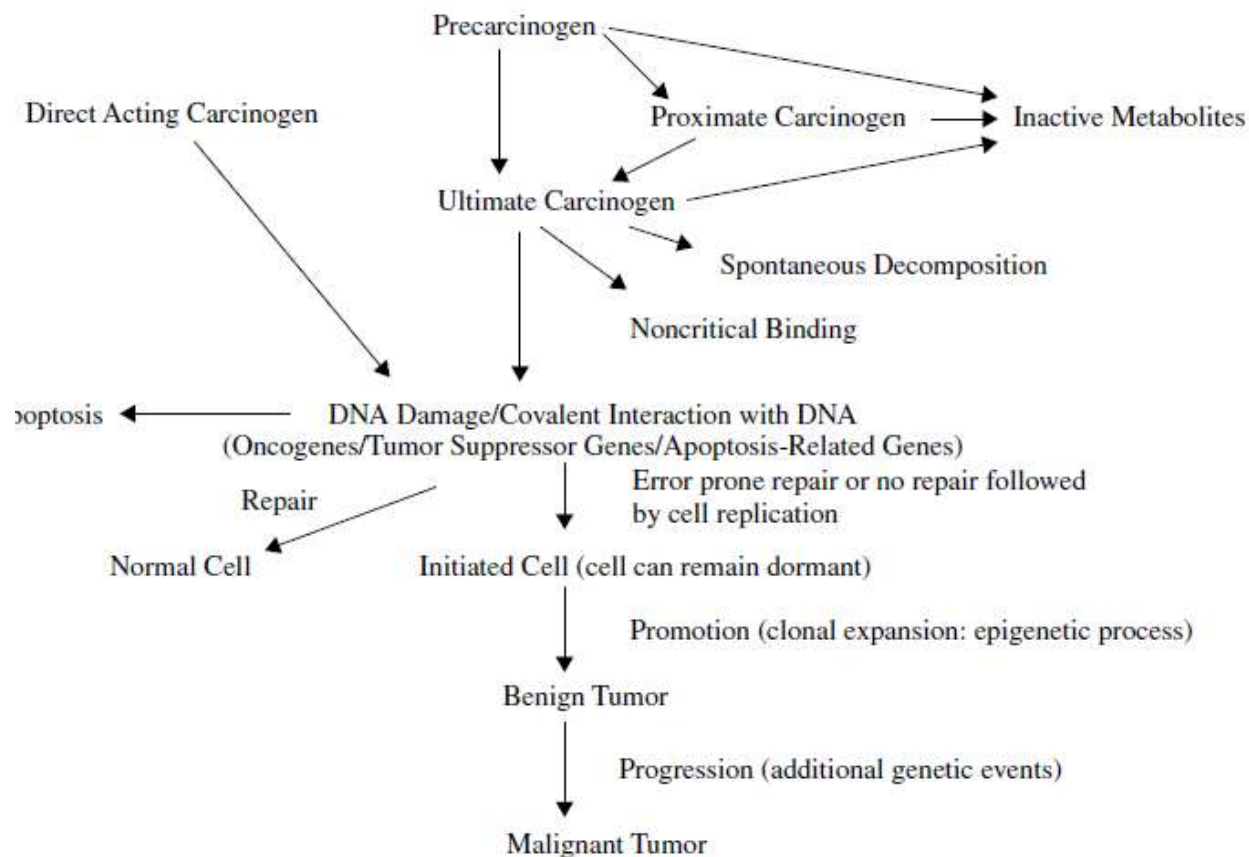 Precarcinogen
Direct Acting Carcinogen
Proximate Carcinogen
Inactive Metabolites
Ultimate Carcinogen
Spontaneous Decomposition
Noncritical Binding
poptosis
DNA Damage/Covalent Interaction with DNA
(Oncogenes/Tumor Suppressor Genes/Apoptosis-Related Genes)
Repair
Error prone repair or no repair followed
by cell replication
Normal Cell
Initiated Cell (cell can remain dormant)
Promotion (clonal expansion: epigenetic process)
Benign Tumor
Progression (additional genetic events)
Malignant Tumor